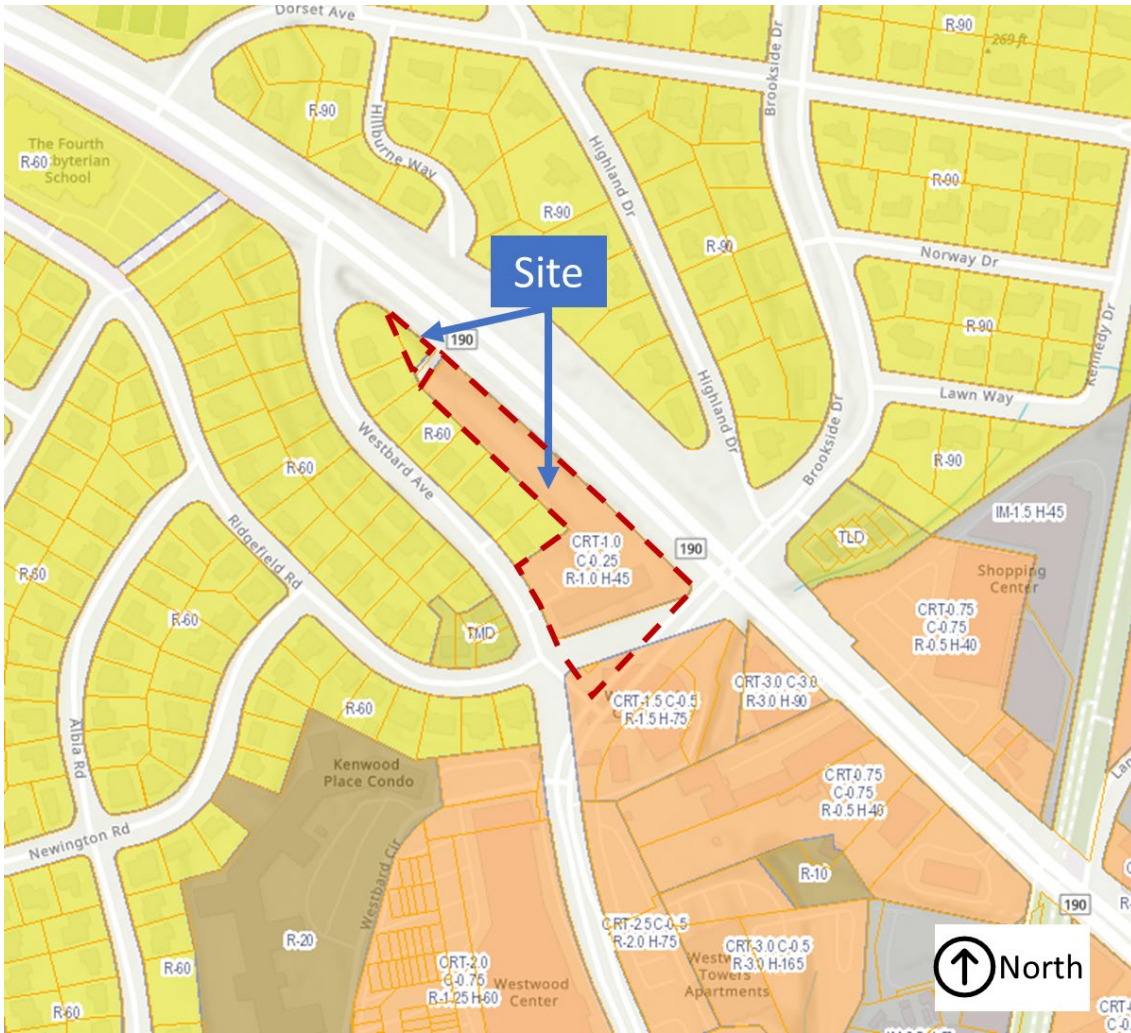 Dorset Ave
R-90
269 ft
Brookside Dr
R-90
Hillburne Way
The Fourth
byterian
School
R-60
Highland Dr
R-90
R-90
R-90
Norway Dr
Site
R-90
Kennedy Dr
190
Lawn Way
Highland Dr
Brookside Dr
R-60
Westbard Ave
R-90
R-60
IM-1.5 H-45
Ridgefield Rd
CRT-1.0
C-0.25
R-1.0 H-45
190
TLD
Shopping
Center
R-60
CRT-0.75
C-0.75
R-0.5 H-40
R-60
TMD
CRT-3.0 C-3.0
R-3.0 H-90
CRT-1.5 C-0.5
R-1.5 H-75
R-60
Albia Rd
Kenwood
Place Condo
CRT-0.75
C-0.75
R-0.5 H-40
Newington Rd
Westbard Cir
R-10
190
R-20
CRT-2.5 C-0.5
R-2.0 H-75
CRT-3.0 C-0.5
R-3.0 H-165
Towers
Apartments
R-60
CRT-2.0
C-0.75
R-1.25 H-60
Westwood
Center
North
R-60